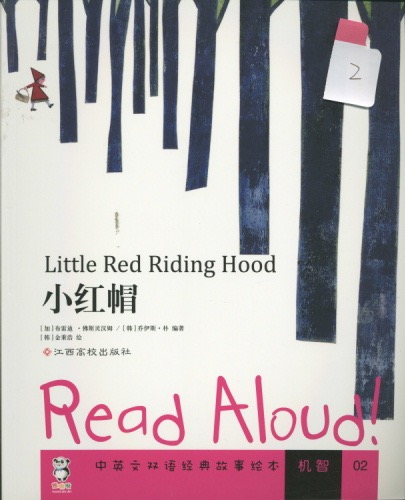 2
Little Red Riding Hood
小红帽
[加]布雷迪·佛斯贝汉姆／[韩]乔伊斯·朴 编著
[韩]金秉浩 绘
江西高校出版社
Read Aloud!
中英文双语经典故事绘本 机智 02